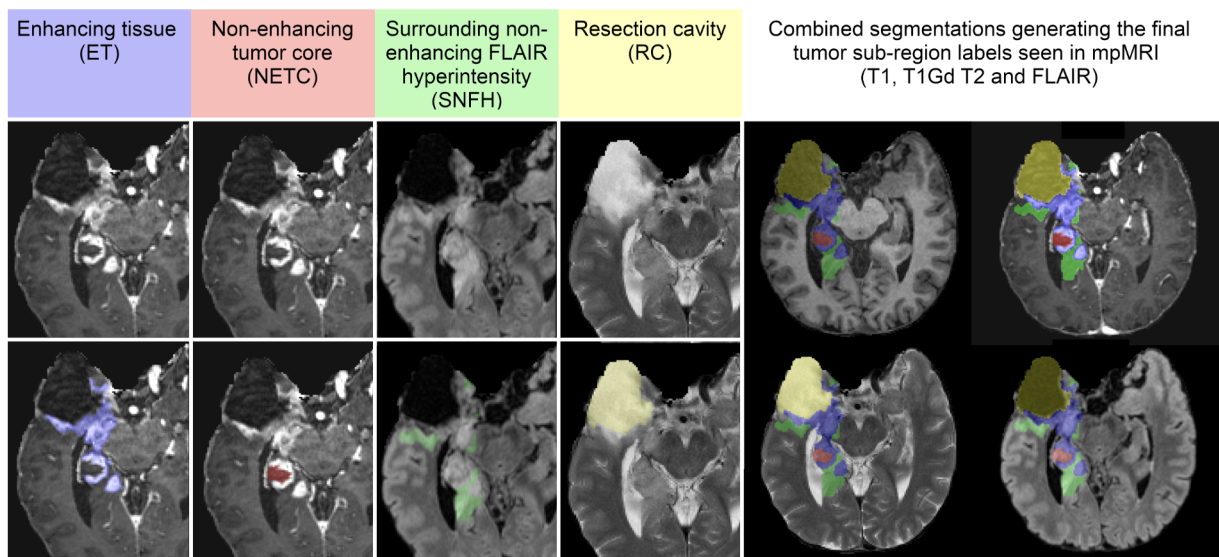 Enhancing tissue
(ET)
Non-enhancing
tumor core
(NETC)
Surrounding non-
enhancing FLAIR
hyperintensity
(SNFH)
Resection cavity
(RC)
Combined segmentations generating the final
tumor sub-region labels seen in mpMRI
(T1, T1Gd T2 and FLAIR)